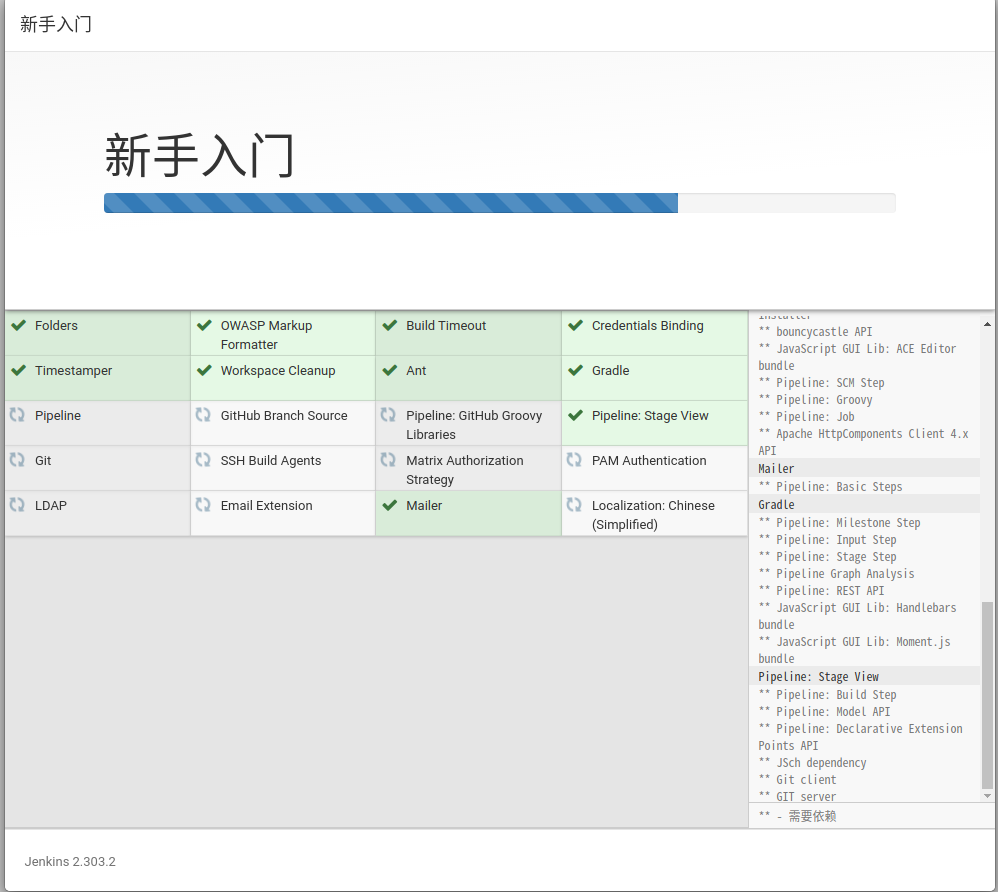 新手入门
新手入门
Folders
OWASP Markup
Formatter
Build Timeout
Credentials Binding
Timestamper
Workspace Cleanup
Ant
Gradle
Pipeline
GitHub Branch Source
Pipeline: GitHub Groovy
Libraries
Pipeline: Stage View
Git
SSH Build Agents
Matrix Authorization
Strategy
PAM Authentication
LDAP
Email Extension
Mailer
Localization: Chinese
(Simplified)
installer
** bouncycastle API
** JavaScript GUI Lib: ACE Editor
bundle
** Pipeline: SCM Step
** Pipeline: Groovy
** Pipeline: Job
** Apache HttpComponents Client 4.x
API
Mailer
** Pipeline: Basic Steps
Gradle
** Pipeline: Milestone Step
** Pipeline: Input Step
** Pipeline: Stage Step
** Pipeline Graph Analysis
** Pipeline: REST API
** JavaScript GUI Lib: Handlebars
bundle
** JavaScript GUI Lib: Moment.js
bundle
Pipeline: Stage View
** Pipeline: Build Step
** Pipeline: Model API
** Pipeline: Declarative Extension
Points API
** JSch dependency
** Git client
** GIT server
** - 需要依赖
Jenkins 2.303.2